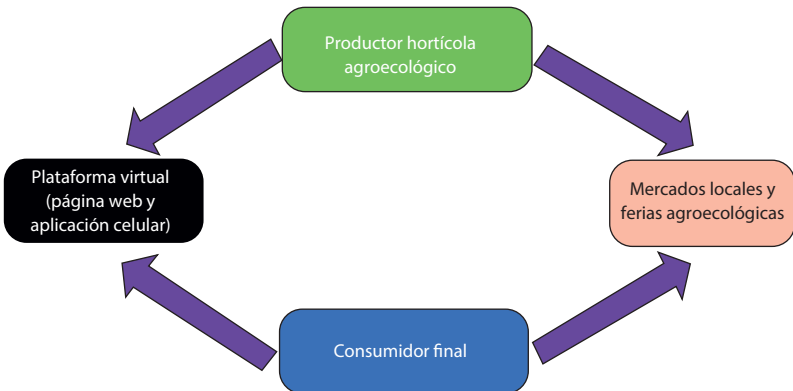 Productor hortícola
agroecológico
Plataforma virtual
(página web y
aplicación celular)
Mercados locales y
ferias agroecológicas
Consumidor final